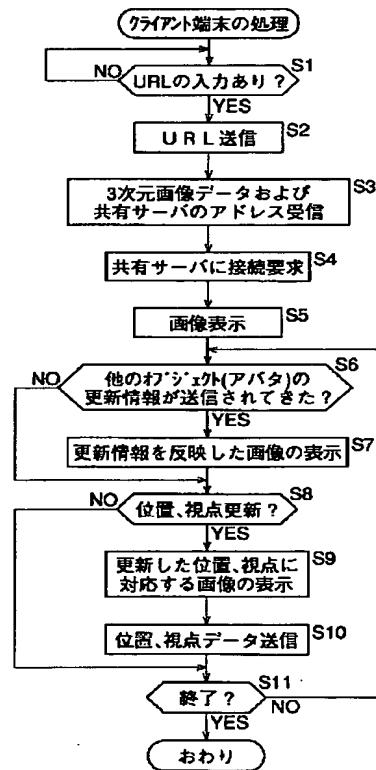 クライアント端末の処理
S1
NO
URLの入力あり？
YES
S2
URL送信
S3
3次元画像データおよび
共有サーバのアドレス受信
S4
共有サーバに接続要求
S5
画像表示
S6
NO
他のオブジェクト(アバタ)の
更新情報が送信されてきた？
YES
S7
更新情報を反映した画像の表示
NO
S8
位置、視点更新？
YES
S9
更新した位置、視点に
対応する画像の表示
S10
位置、視点データ送信
S11
終了？
NO
YES
おわり